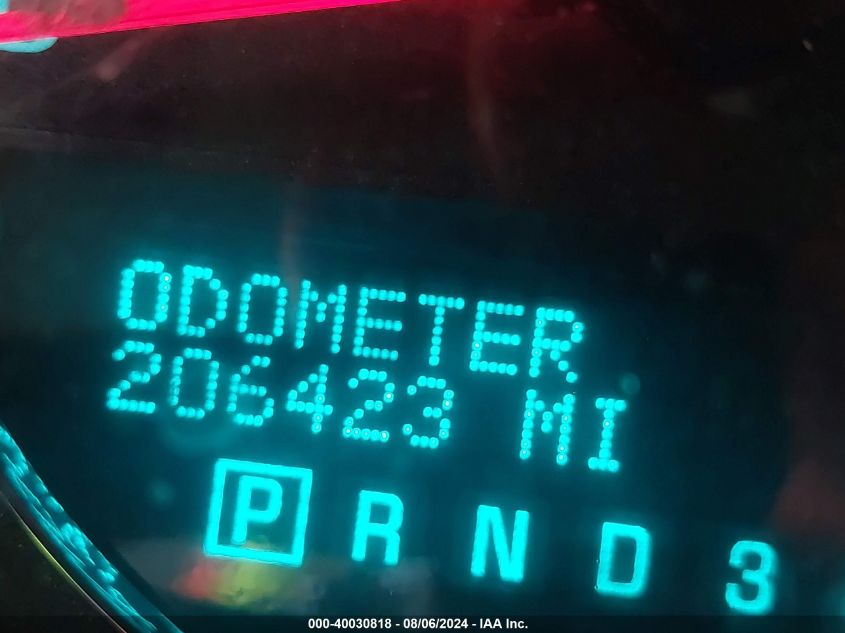 ODOMETER
206423 MI
P R N D 3
000-40030818 - 08/06/2024 - IAA Inc.